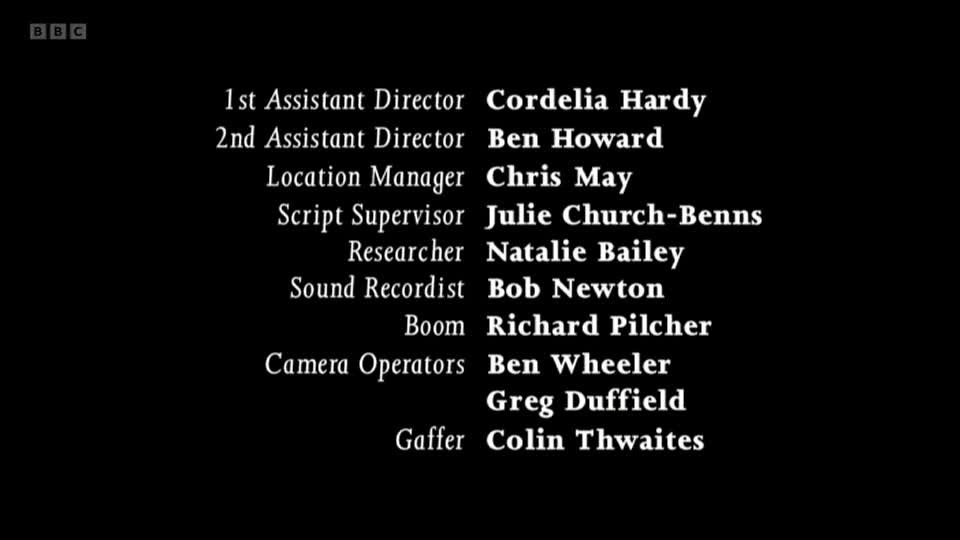 BBC
1st Assistant Director Cordelia Hardy
2nd Assistant Director Ben Howard
Location Manager Chris May
Script Supervisor Julie Church-Benns
Researcher Natalie Bailey
Sound Recordist Bob Newton
Boom Richard Pilcher
Camera Operators Ben Wheeler
Greg Duffield
Gaffer Colin Thwaites